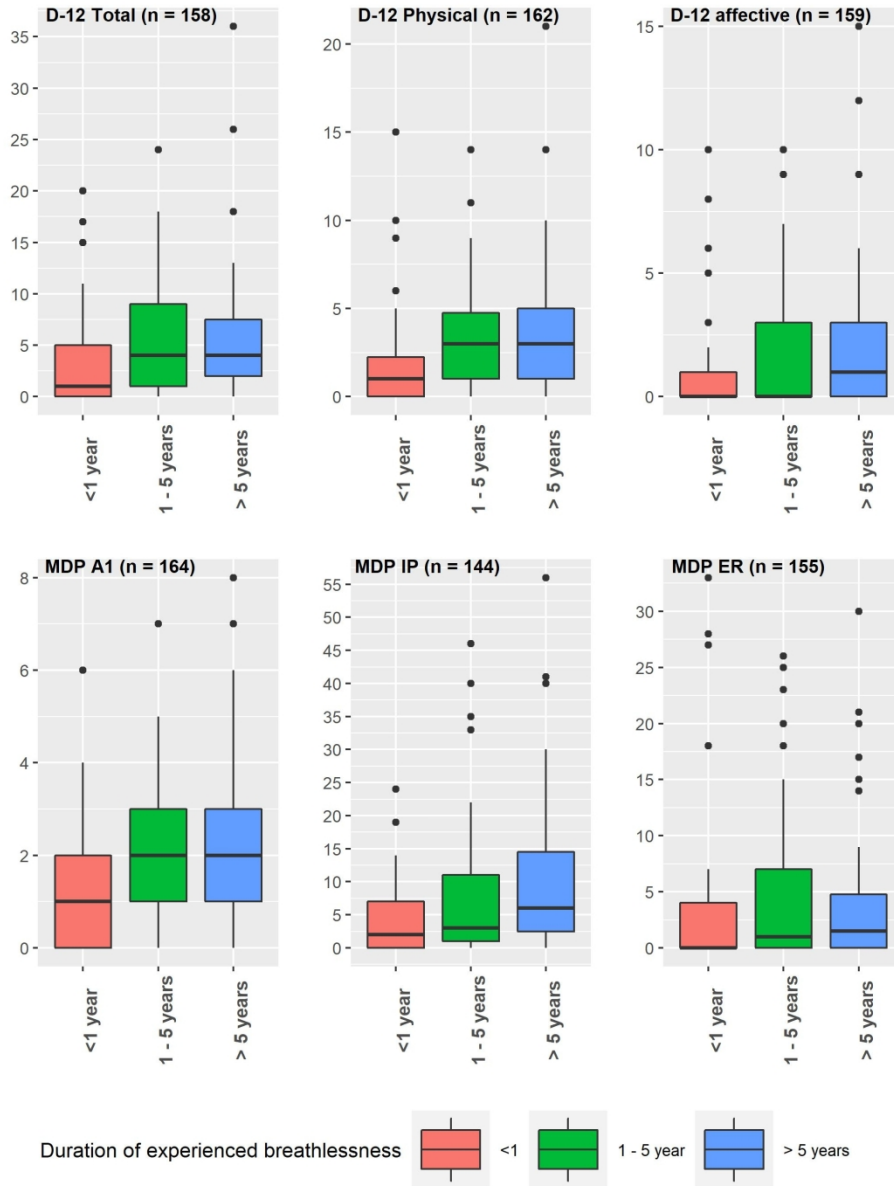 D-12 Total (n = 158)
35
30
25
20
15
10
5
0
<1 year
1 - 5 years
> 5 years
D-12 Physical (n = 162)
20
15
10
5
0
<1 year
1 - 5 years
> 5 years
D-12 affective (n = 159)
15
10
5
0
<1 year
1 - 5 years
> 5 years
MDP A1 (n = 164)
8
6
4
2
0
<1 year
1 - 5 years
> 5 years
MDP IP (n = 144)
55
50
45
40
35
30
25
20
15
10
5
0
<1 year
1 - 5 years
> 5 years
MDP ER (n = 155)
30
25
20
15
10
5
0
<1 year
1 - 5 years
> 5 years
Duration of experienced breathlessness <1 1 - 5 year > 5 years